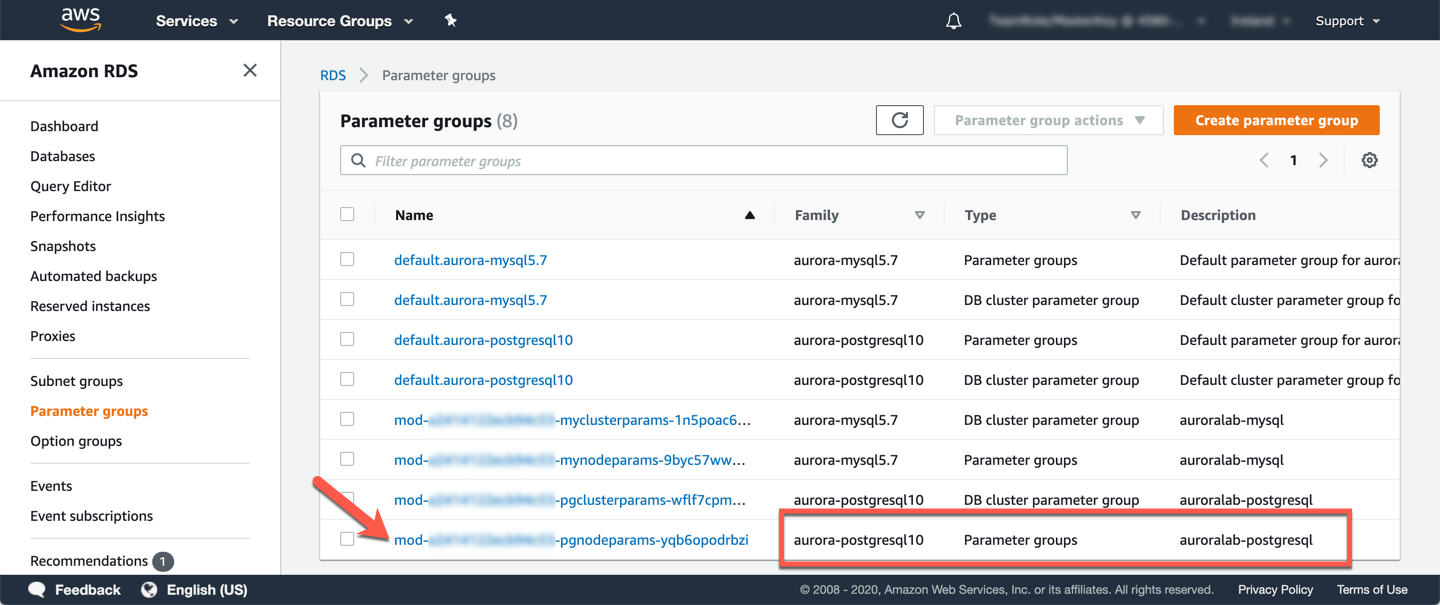 aws Services Resource Groups Support
Amazon RDS
Dashboard
Databases
Query Editor
Performance Insights
Snapshots
Automated backups
Reserved instances
Proxies
Subnet groups
Parameter groups
Option groups
Events
Event subscriptions
Recommendations 1
RDS Parameter groups
Parameter groups (8) Parameter group actions Create parameter group
Filter parameter groups 1
Name Family Type Description
default.aurora-mysql5.7 aurora-mysql5.7 Parameter groups Default parameter group for aurora
default.aurora-mysql5.7 aurora-mysql5.7 DB cluster parameter group Default cluster parameter group fo
default.aurora-postgresql10 aurora-postgresql10 Parameter groups Default parameter group for aurora
default.aurora-postgresql10 aurora-postgresql10 DB cluster parameter group Default cluster parameter group fo
mod- -myclusterparams-1n5poac6... aurora-mysql5.7 DB cluster parameter group auroralab-mysql
mod- -mynodeparams-9byc57ww... aurora-mysql5.7 Parameter groups auroralab-mysql
mod- -pgclusterparams-wflf7cpm... aurora-postgresql10 DB cluster parameter group auroralab-postgresql
mod- -pgnodeparams-yqb6opodrbzi aurora-postgresql10 Parameter groups auroralab-postgresql
Feedback English (US) © 2008 - 2020, Amazon Web Services, Inc. or its affiliates. All rights reserved. Privacy Policy Terms of Use